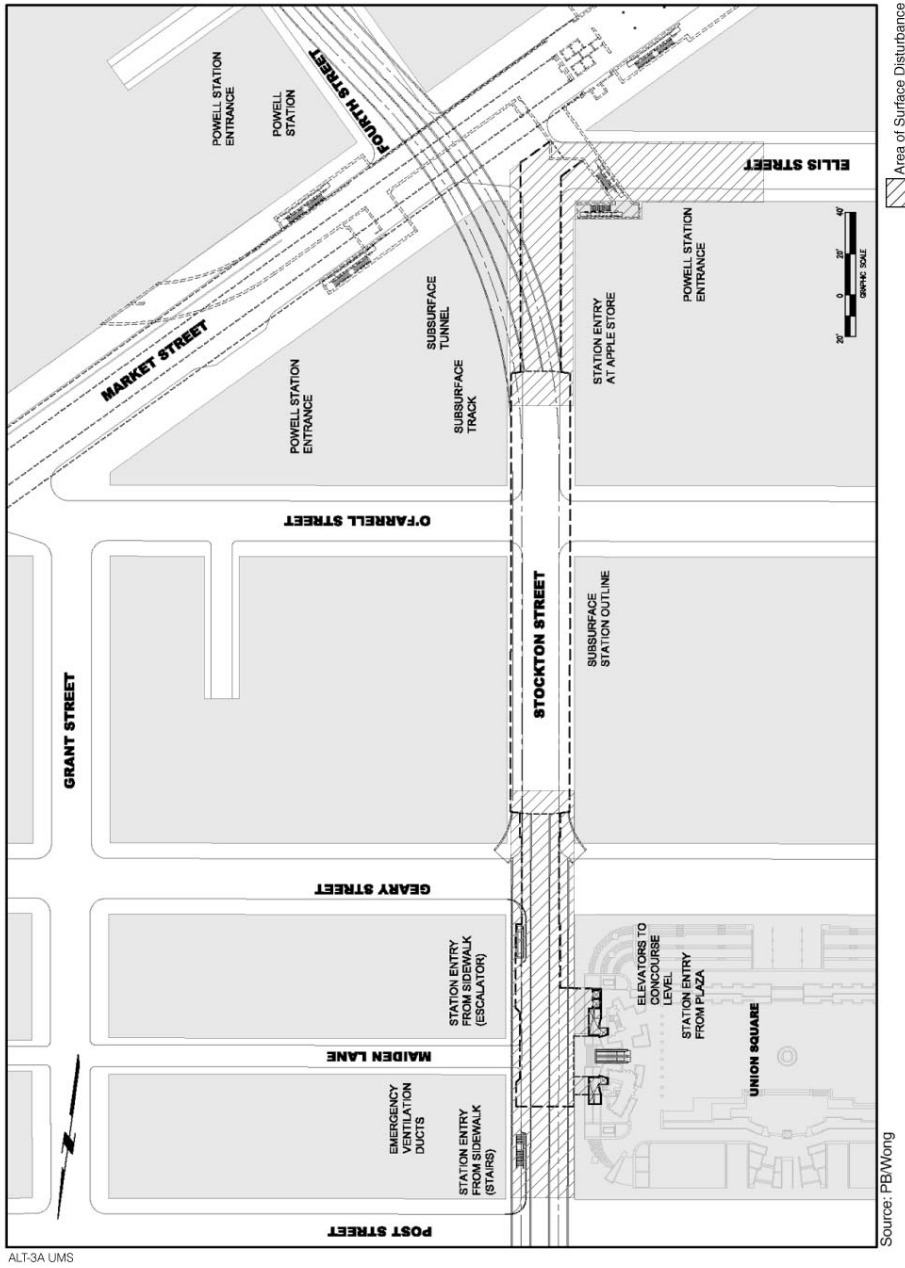 POWELL STATION
ENTRANCE
POWELL
STATION
FOURTH STREET
MARKET STREET
POWELL STATION
ENTRANCE
SUBSURFACE
TUNNEL
SUBSURFACE
TRACK
STATION ENTRY
AT APPLE STORE
POWELL STATION
ENTRANCE
ELLIS STREET
20' 0 20' 40'
GRAPHIC SCALE
Area of Surface Disturbance
O'FARRELL STREET
GRANT STREET
STOCKTON STREET
SUBSURFACE
STATION OUTLINE
GEARY STREET
STATION ENTRY
FROM SIDEWALK
(ESCALATOR)
ELEVATORS TO
CONCOURSE
LEVEL
STATION ENTRY
FROM PLAZA
MAIDEN LANE
UNION SQUARE
EMERGENCY
VENTILATION
DUCTS
STATION ENTRY
FROM SIDEWALK
(STAIRS)
POST STREET
Source: PB/Wong
ALT-3A UMS